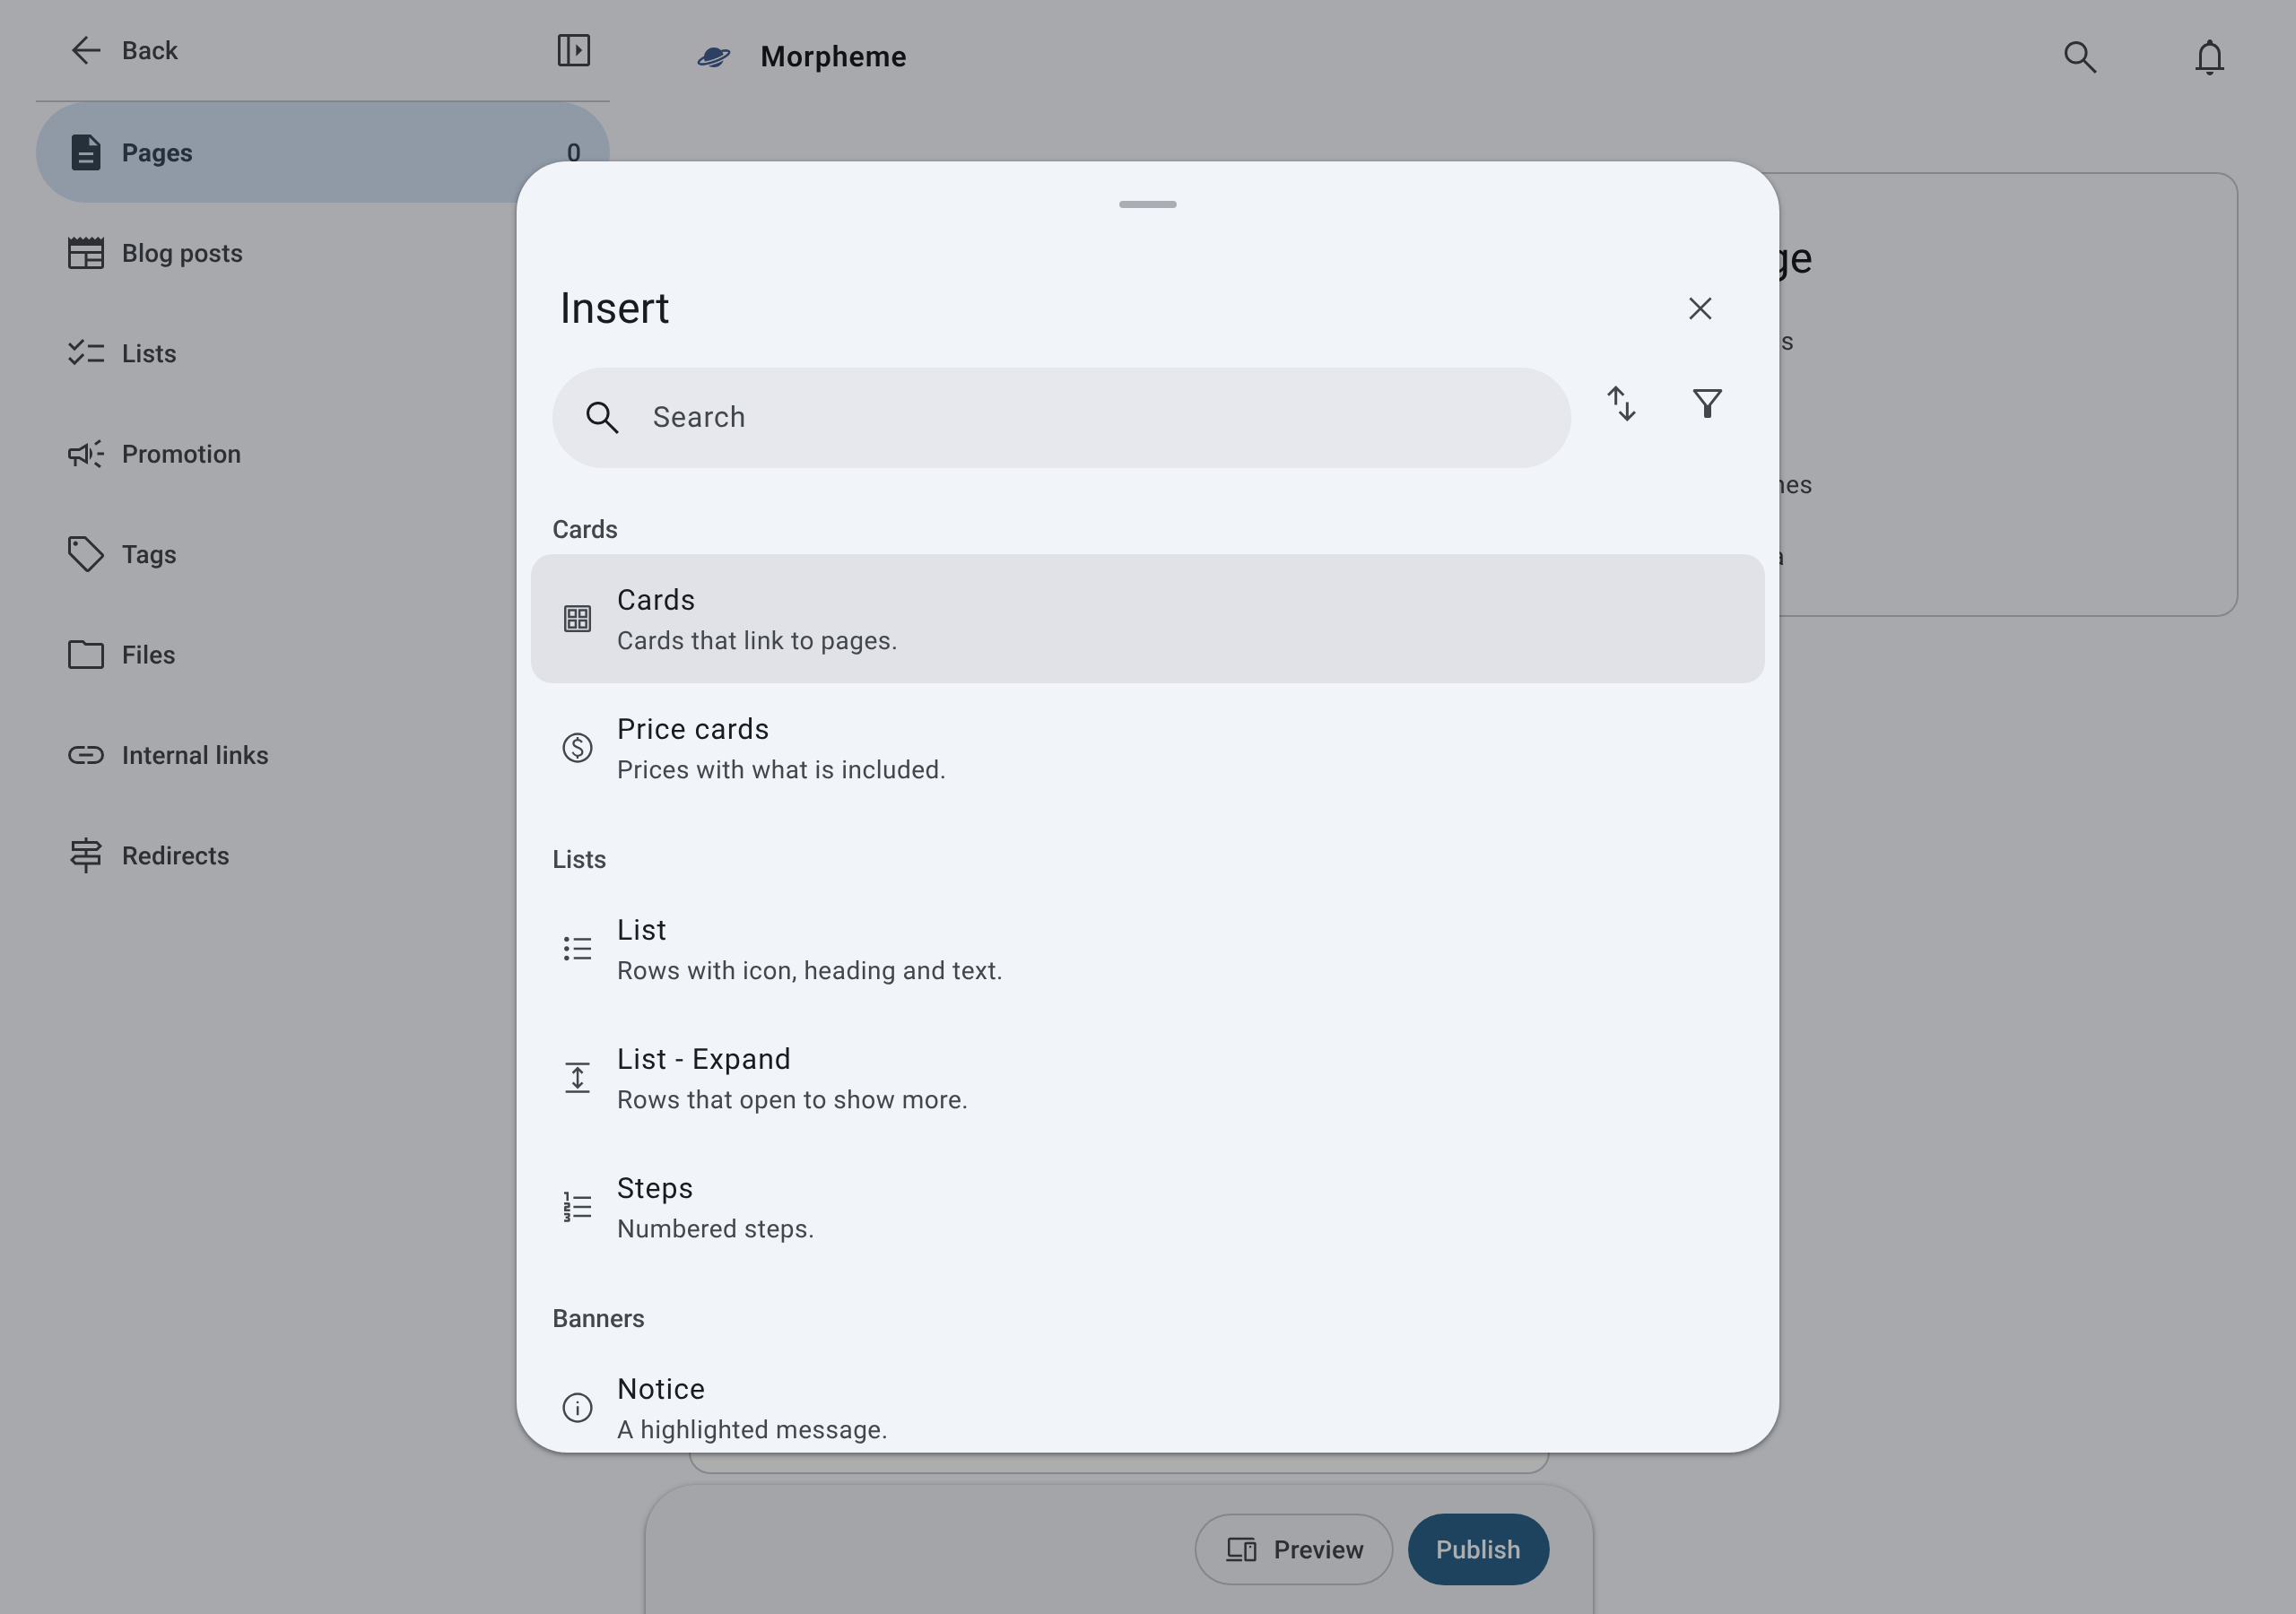 Back
Morpheme
Pages
0
Blog posts
Lists
Promotion
Tags
Files
Internal links
Redirects
Insert
Search
Cards
Cards
Cards that link to pages.
Price cards
Prices with what is included.
Lists
List
Rows with icon, heading and text.
List - Expand
Rows that open to show more.
Steps
Numbered steps.
Banners
Notice
A highlighted message.
Preview
Publish